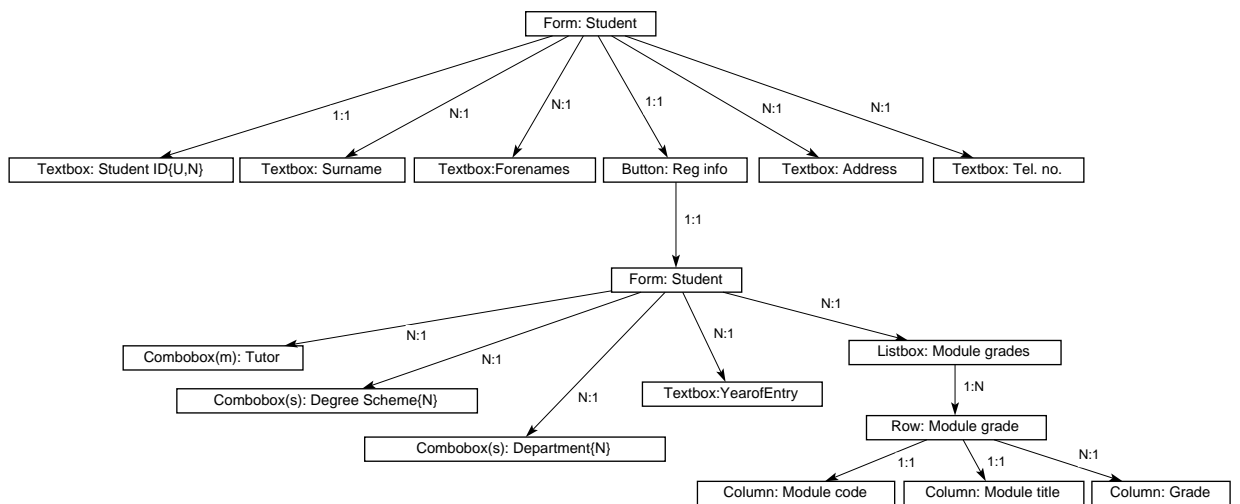 Form: Student
1:1
N:1
N:1
1:1
N:1
N:1
Textbox: Student ID{U,N}
Textbox: Surname
Textbox:Forenames
Button: Reg info
Textbox: Address
Textbox: Tel. no.
1:1
Form: Student
N:1
N:1
N:1
N:1
N:1
Combobox(m): Tutor
Listbox: Module grades
Combobox(s): Degree Scheme{N}
Textbox:YearofEntry
1:N
Combobox(s): Department{N}
Row: Module grade
1:1
1:1
N:1
Column: Module code
Column: Module title
Column: Grade